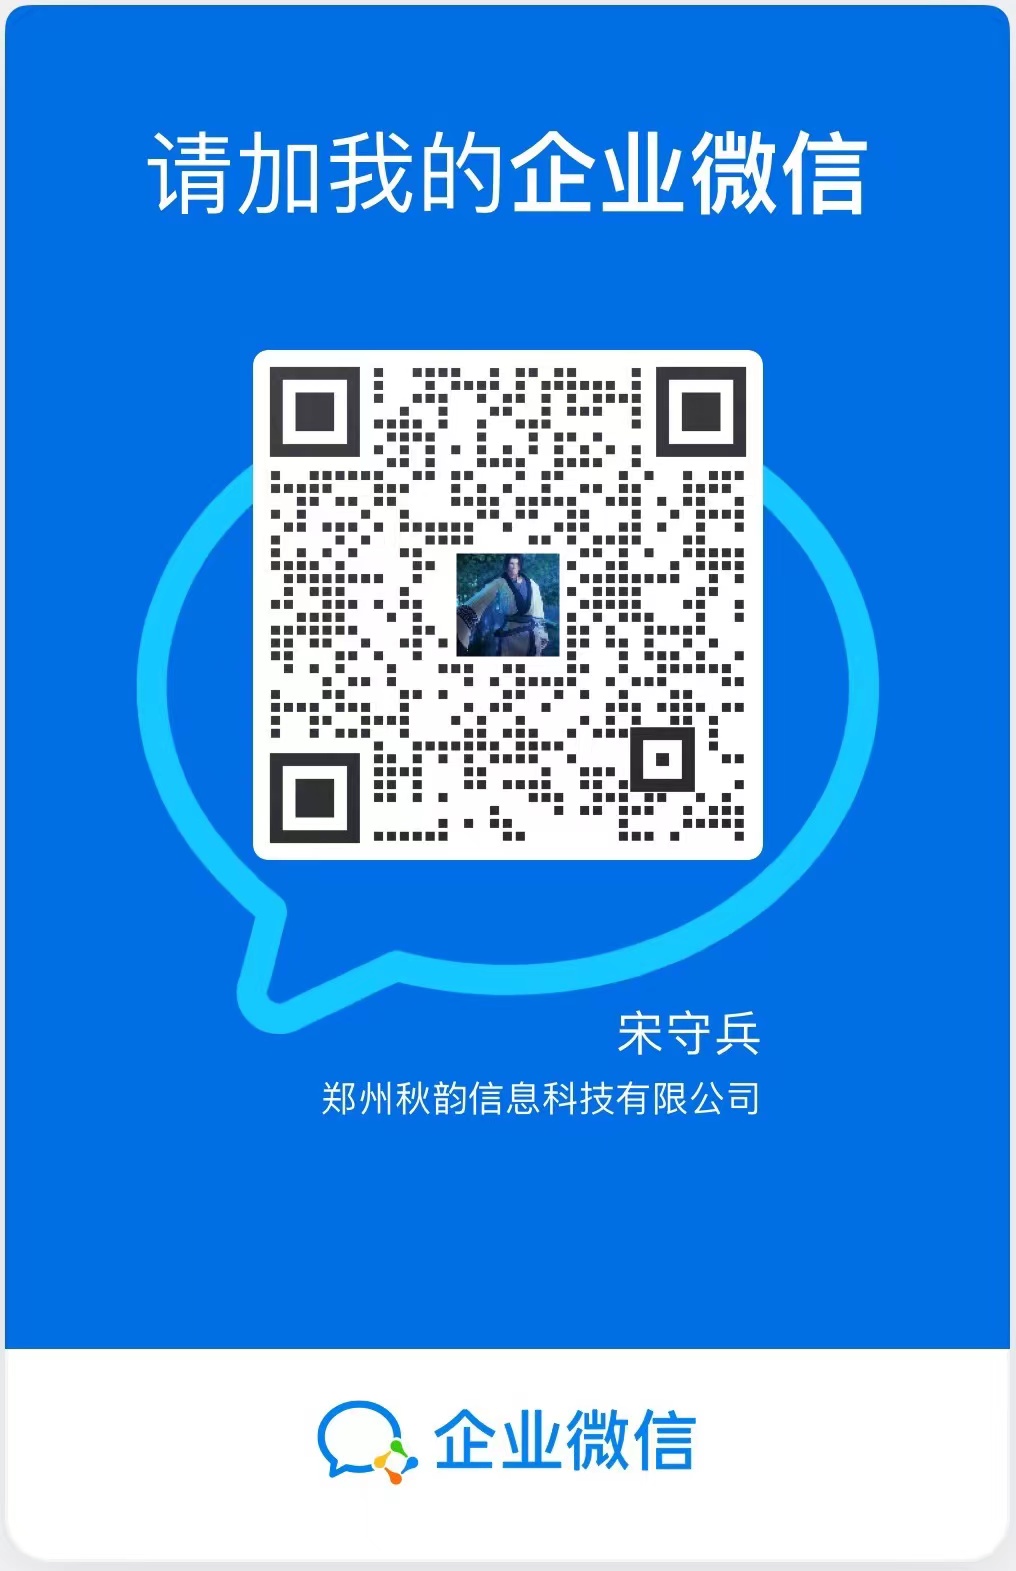 请加我的企业微信
宋守兵
郑州秋韵信息科技有限公司
企业微信